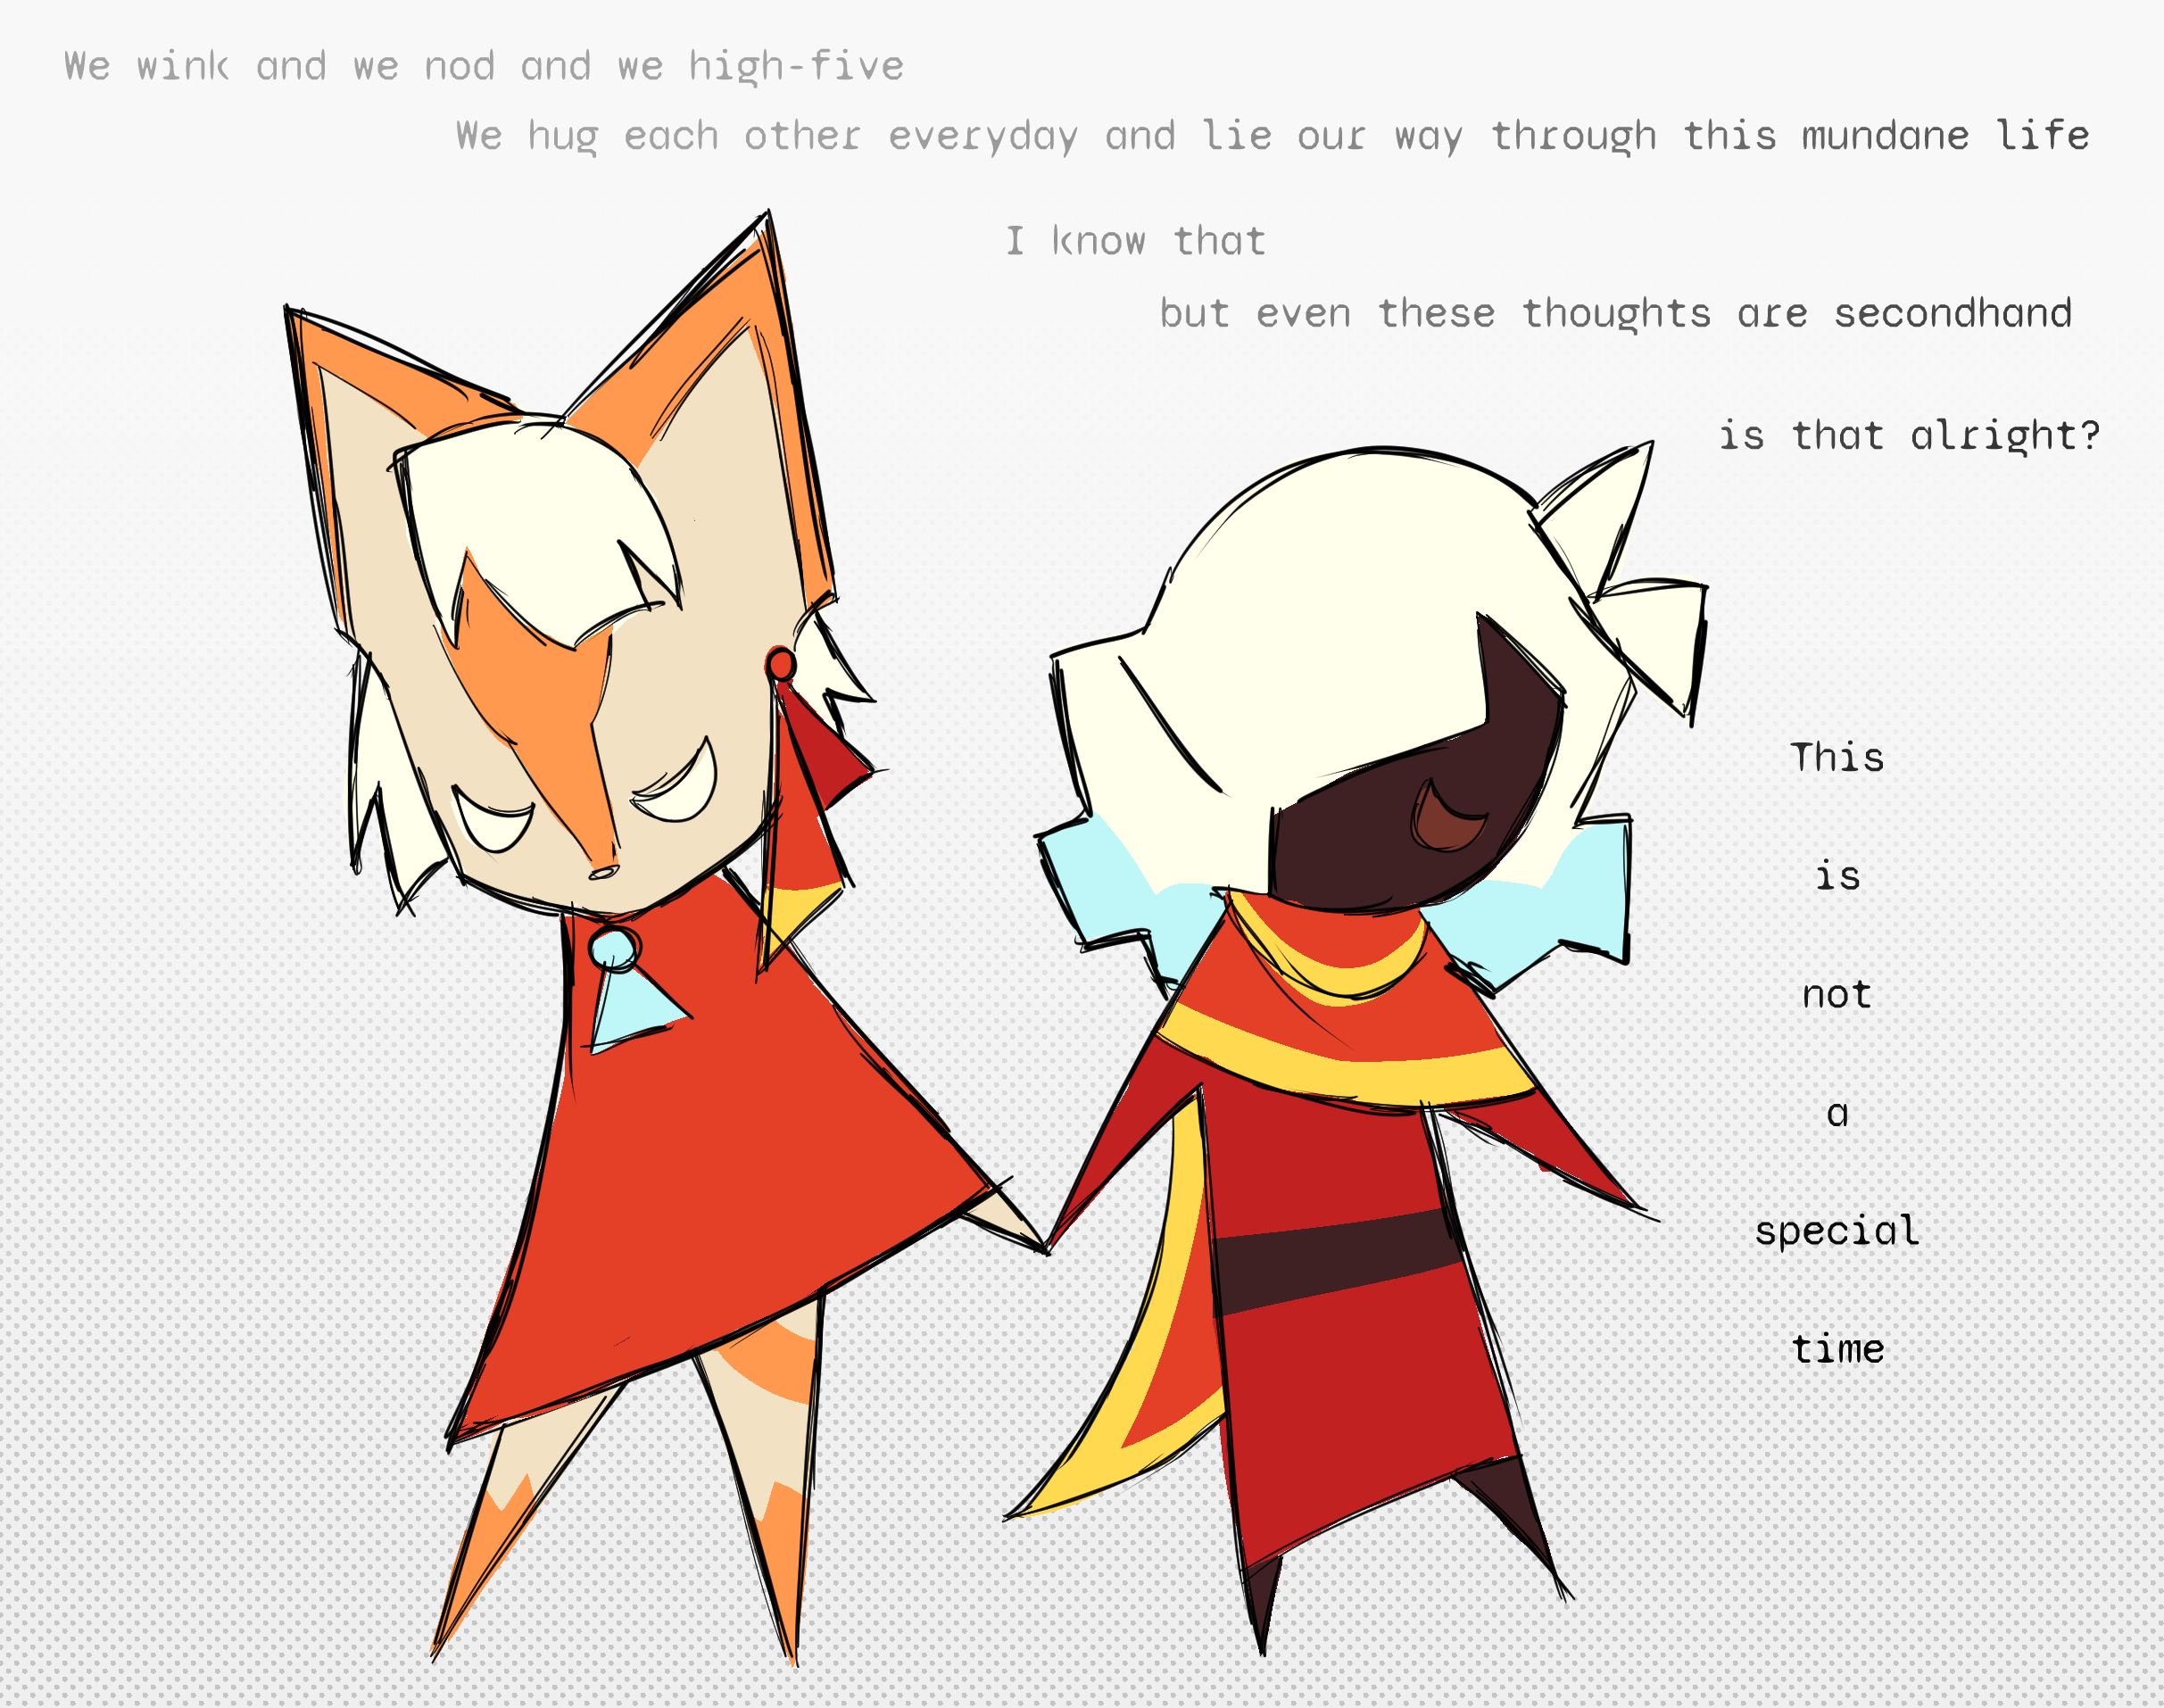 We wink and we nod and we high-five
We hug each other everyday and lie our way through this mundane life
I know that
but even these thoughts are secondhand
is that alright?
This
is
not
a
special
time